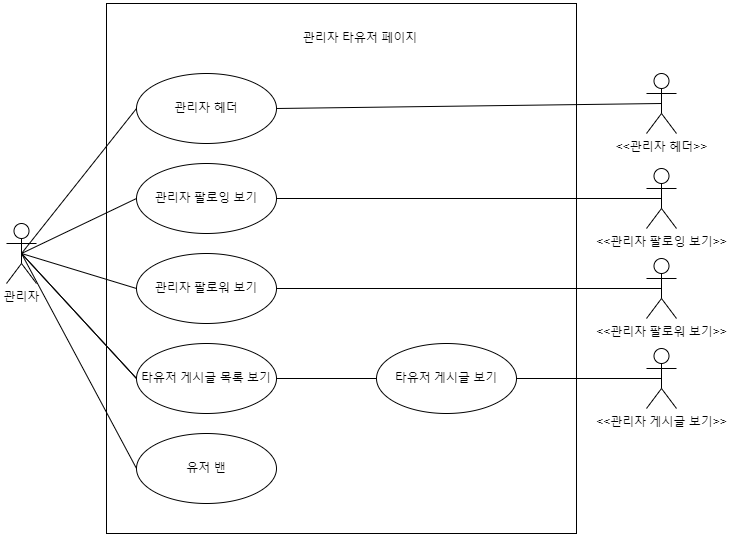 관리자 타유저 페이지
관리자 헤더
<<관리자 헤더>>
관리자 팔로잉 보기
<<관리자 팔로잉 보기>>
관리자
관리자 팔로워 보기
<<관리자 팔로워 보기>>
타유저 게시글 목록 보기
타유저 게시글 보기
<<관리자 게시글 보기>>
유저 밴